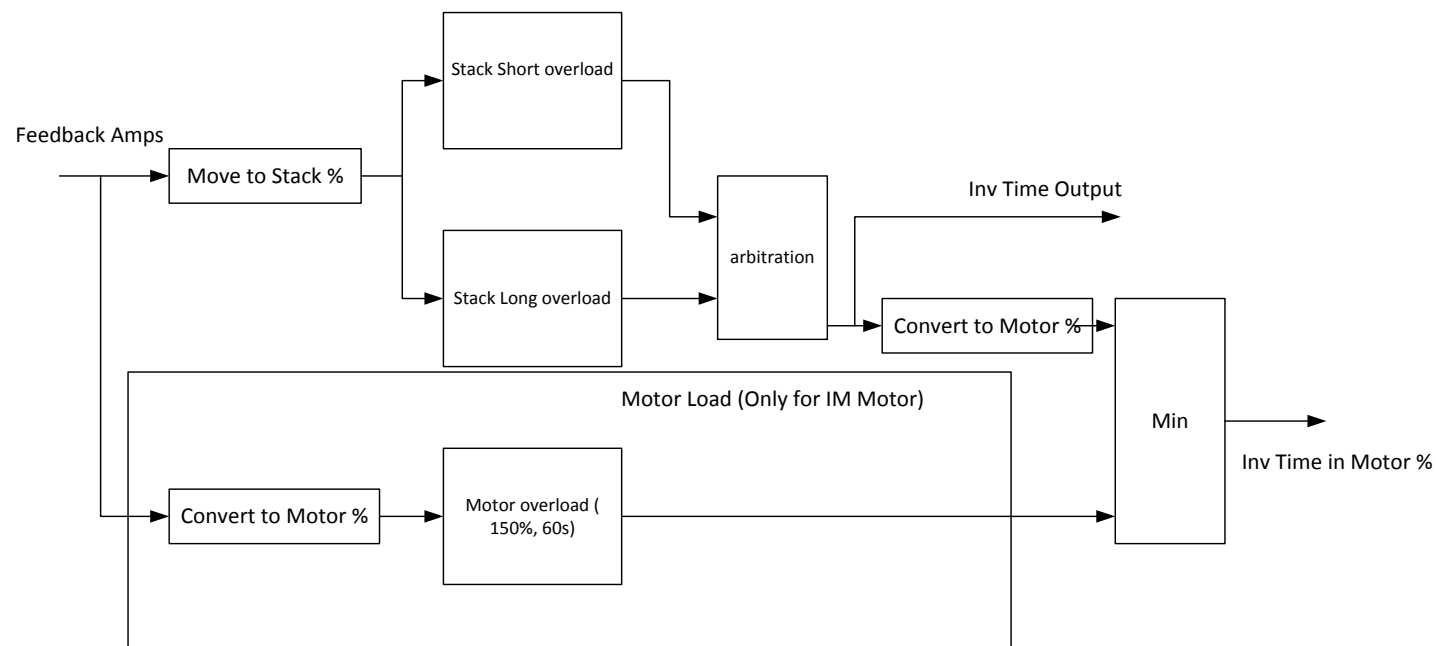 Stack Short overload
Feedback Amps
Move to Stack %
Inv Time Output
arbitration
Stack Long overload
Convert to Motor %
Motor Load (Only for IM Motor)
Min
Inv Time in Motor %
Convert to Motor %
Motor overload (
150%, 60s)